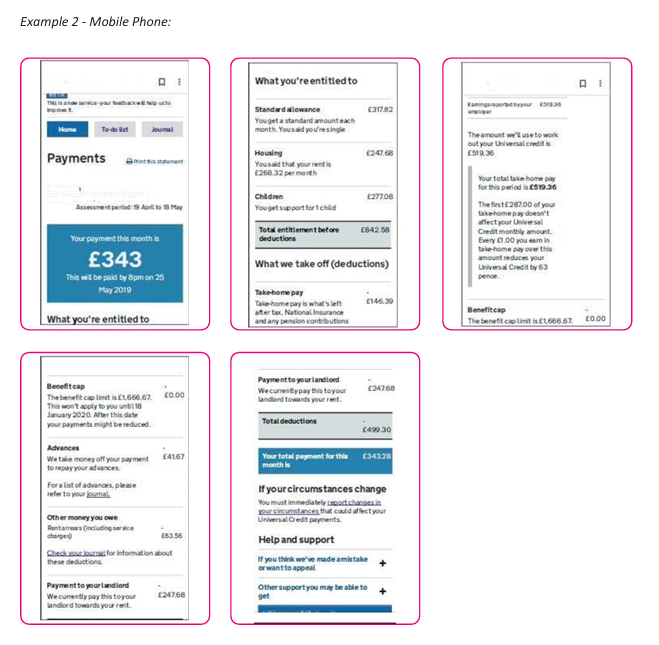 Example 2 - Mobile Phone:
BETA
This is a new service - your feedback will help us to
improve it.
Home To-do list Journal
Payments
Print this statement
Assessment period: 19 April to 18 May
Your payment this month is
£343
This will be paid by 8pm on 25
May 2019
What you're entitled to
What you're entitled to
Standard allowance £317.82
You get a standard amount each
month. You said you're single
Housing £247.68
You said that your rent is
£268.32 per month
Children £277.08
You get support for 1 child
Total entitlement before £842.58
deductions
What we take off (deductions)
Take-home pay -
Take-home pay is what's left £146.39
after tax, National Insurance
and any pension contributions
Earnings reported by your £519.36
employer
The amount we'll use to work
out your Universal credit is
£519.36
Your total take-home pay
for this period is £519.36
The first £287.00 of your
take-home pay doesn't
affect your Universal
Credit monthly amount.
Every £1.00 you earn in
take-home pay over this
amount reduces your
Universal Credit by 63
pence.
Benefit cap -
The benefit cap limit is £1,666.67. £0.00
Benefit cap -
The benefit cap limit is £1,666.67. £0.00
This won't apply to you until 18
January 2020. After this date
your payments might be reduced.
Advances -
We take money off your payment £41.67
to repay your advances.
For a list of advances, please
refer to your journal.
Other money you owe
Rent arrears (including service -
charges) £63.56
Check your journal for information about
these deductions.
Payment to your landlord -
We currently pay this to your £247.68
landlord towards your rent.
Payment to your landlord -
We currently pay this to your £247.68
landlord towards your rent.
Total deductions -
£499.30
Your total payment for this £343.28
month is
If your circumstances change
You must immediately report changes in
your circumstances that could affect your
Universal Credit payments.
Help and support
If you think we've made a mistake +
or want to appeal
Other support you may be able to +
get